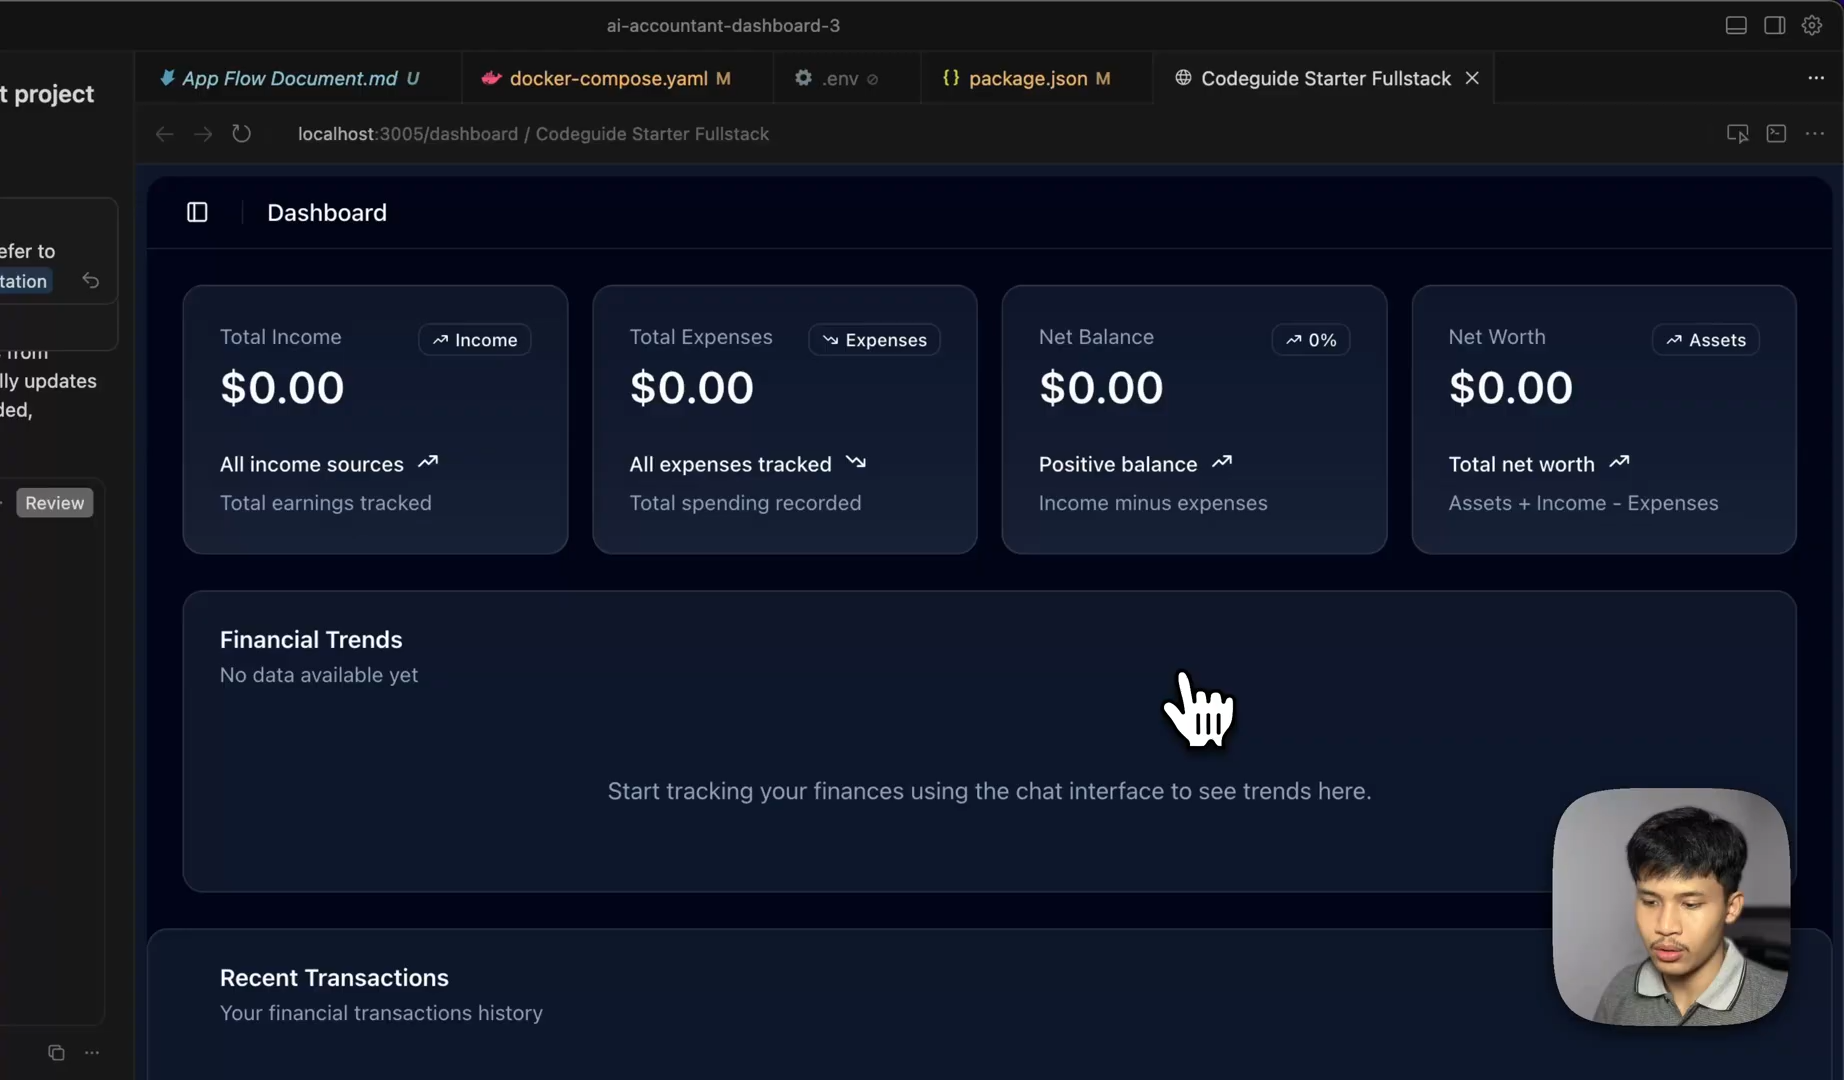 ai-accountant-dashboard-3
App Flow Document.md U
docker-compose.yaml M
.env
{} package.json M
Codeguide Starter Fullstack
t project
localhost:3005/dashboard / Codeguide Starter Fullstack
efer to
tation
from
lly updates
ded,
Review
Dashboard
Total Income
Income
$0.00
All income sources
Total earnings tracked
Total Expenses
Expenses
$0.00
All expenses tracked
Total spending recorded
Net Balance
0%
$0.00
Positive balance
Income minus expenses
Net Worth
Assets
$0.00
Total net worth
Assets + Income - Expenses
Financial Trends
No data available yet
Start tracking your finances using the chat interface to see trends here.
Recent Transactions
Your financial transactions history